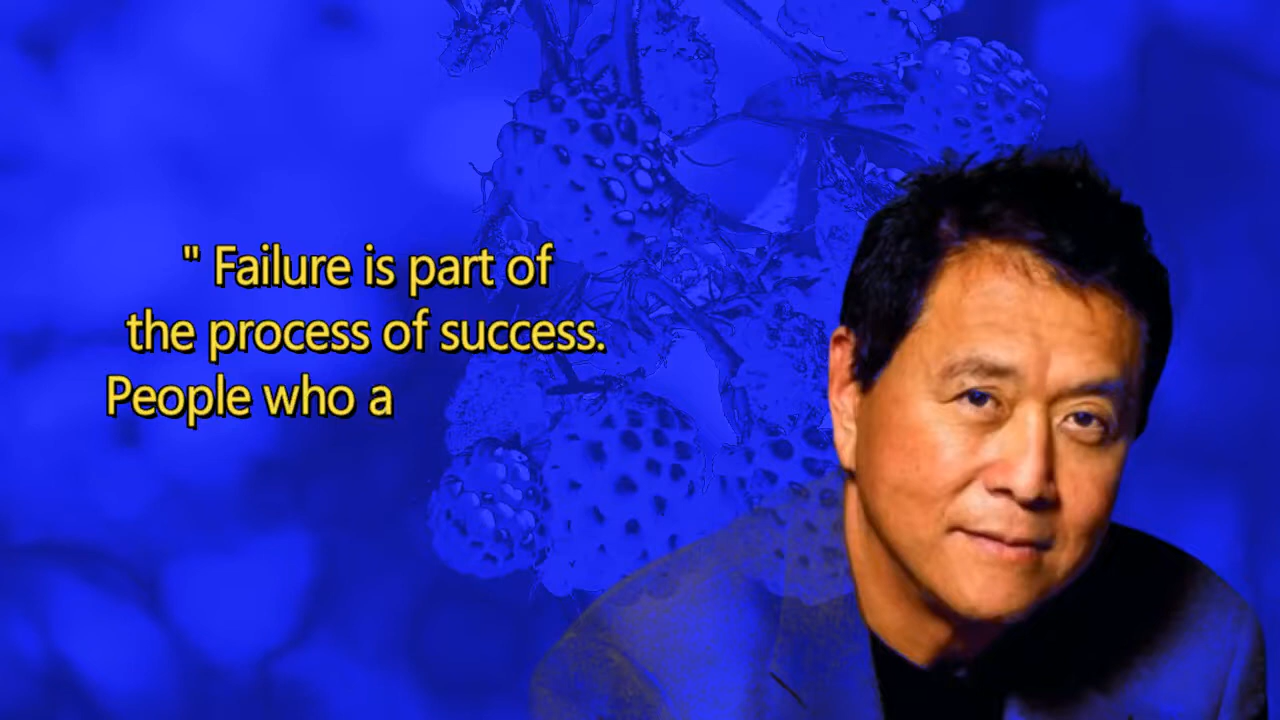 " Failure is part of
the process of success.
People who a